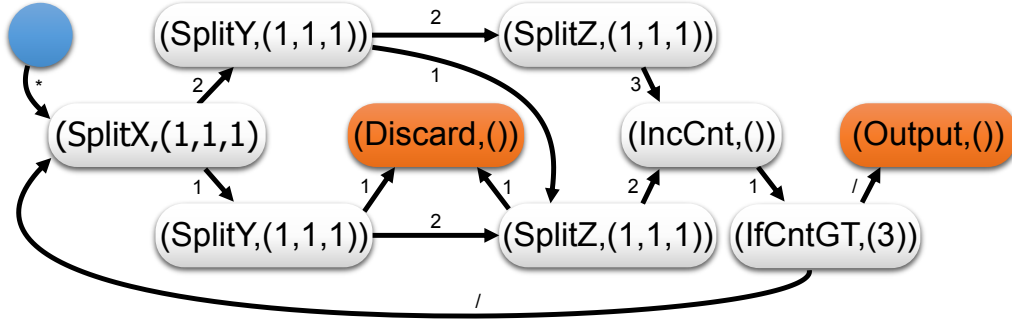 (SplitY,(1,1,1))
2
(SplitZ,(1,1,1))
*
2
1
3
(SplitX,(1,1,1)
(Discard,())
(IncCnt,())
(Output,())
1
1
1
2
1
/
(SplitY,(1,1,1))
2
(SplitZ,(1,1,1))
(IfCntGT,(3))
/